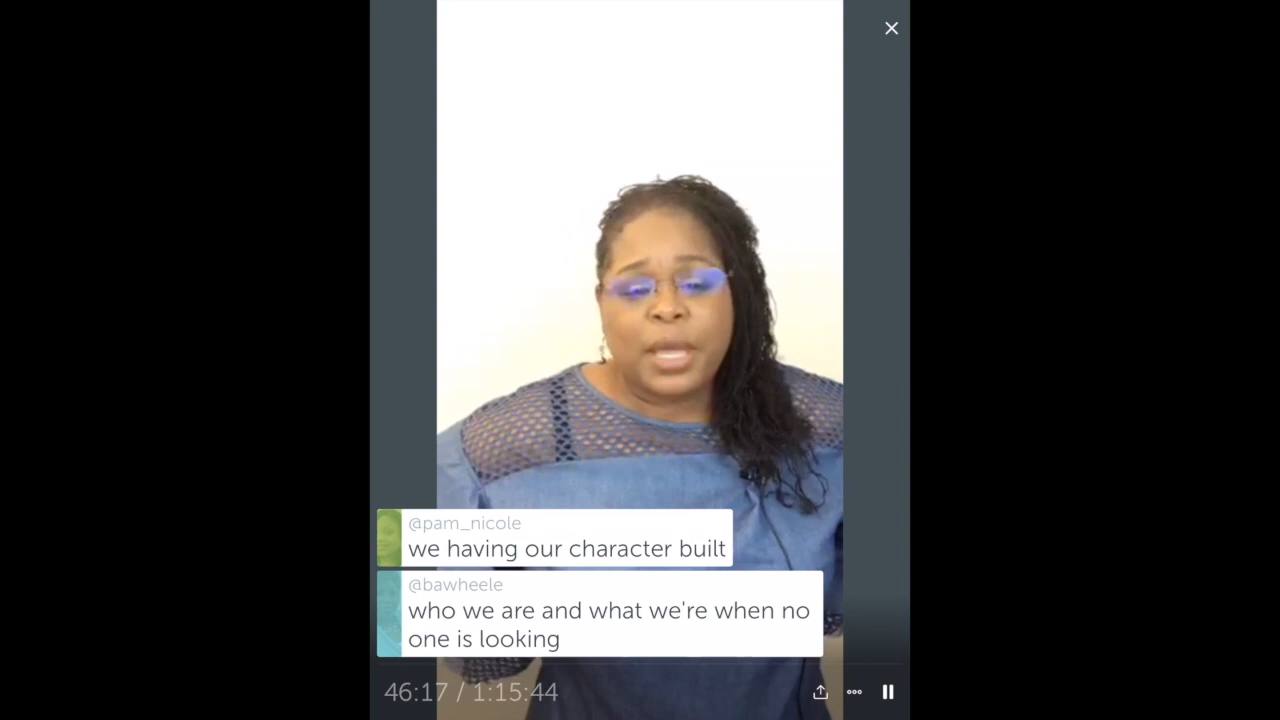 @pam_nicole
we having our character built
@bawheele
who we are and what we're when no
one is looking
46:17 / 1:15:44